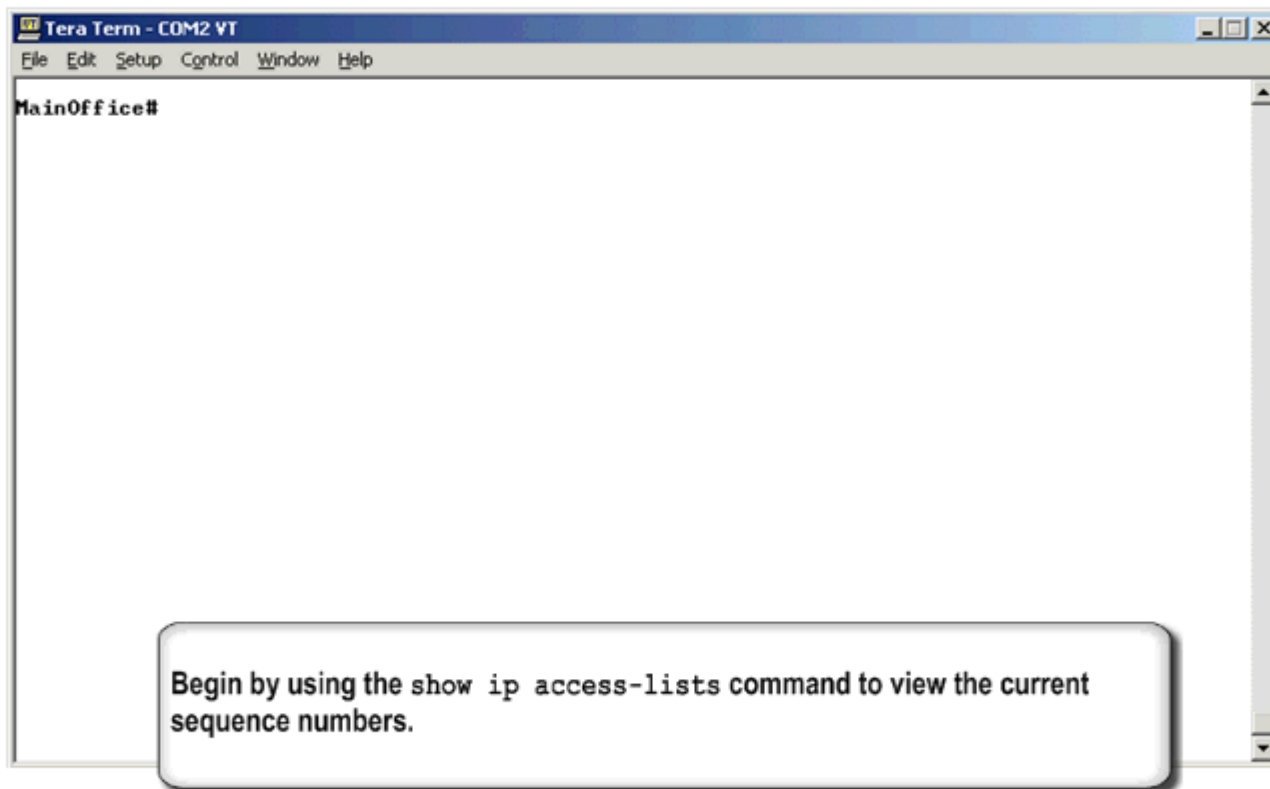 Tera Term - COM2 VT
File Edit Setup Control Window Help
MainOffice#
Begin by using the show ip access-lists command to view the current
sequence numbers.